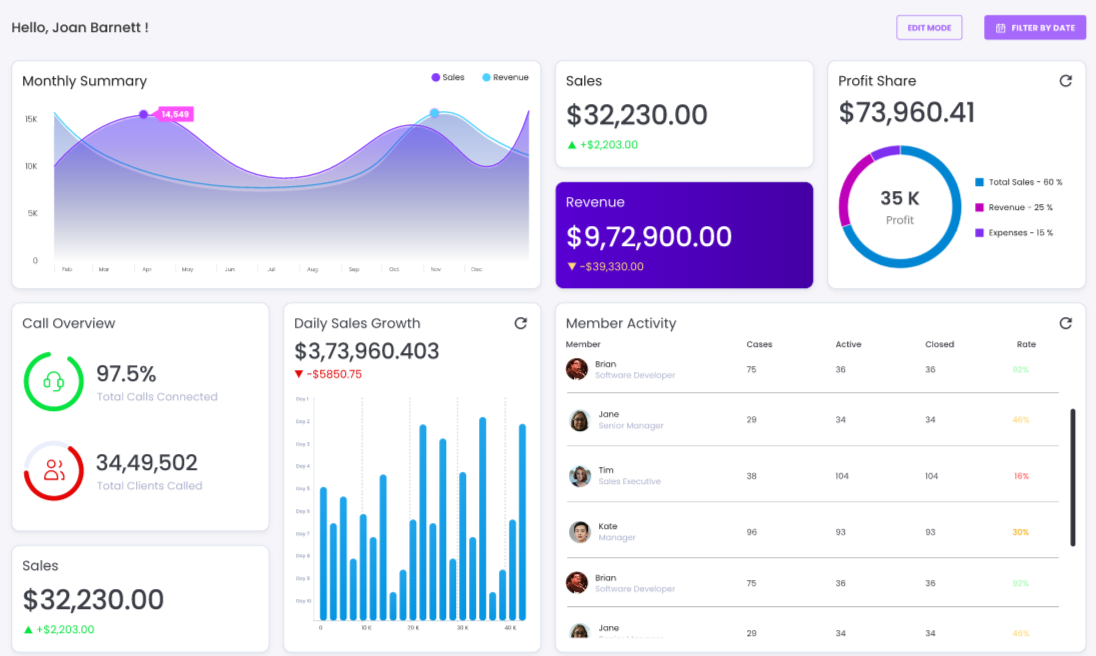 Hello, Joan Barnett !
EDIT MODE
FILTER BY DATE
Monthly Summary
Sales
Revenue
14,549
15K
10K
5K
0
Feb Mar Apr May Jun Jul Aug Sep Oct Nov Dec
Sales
$32,230.00
+$2,203.00
Revenue
$9,72,900.00
-$39,330.00
Profit Share
$73,960.41
35 K
Profit
Total Sales - 60 %
Revenue - 25 %
Expenses - 15 %
Call Overview
97.5%
Total Calls Connected
34,49,502
Total Clients Called
Sales
$32,230.00
+$2,203.00
Daily Sales Growth
$3,73,960.403
-$5850.75
Day 1
Day 2
Day 3
Day 4
Day 5
Day 6
Day 7
Day 8
Day 9
Day 10
0 10 K 20 K 30 K 40 K
Member Activity
Member Cases Active Closed Rate
Brian
Software Developer
75 36 36 92%
Jane
Senior Manager
29 34 34 46%
Tim
Sales Executive
38 104 104 16%
Kate
Manager
96 93 93 30%
Brian
Software Developer
75 36 36 92%
Jane
29 34 34 46%